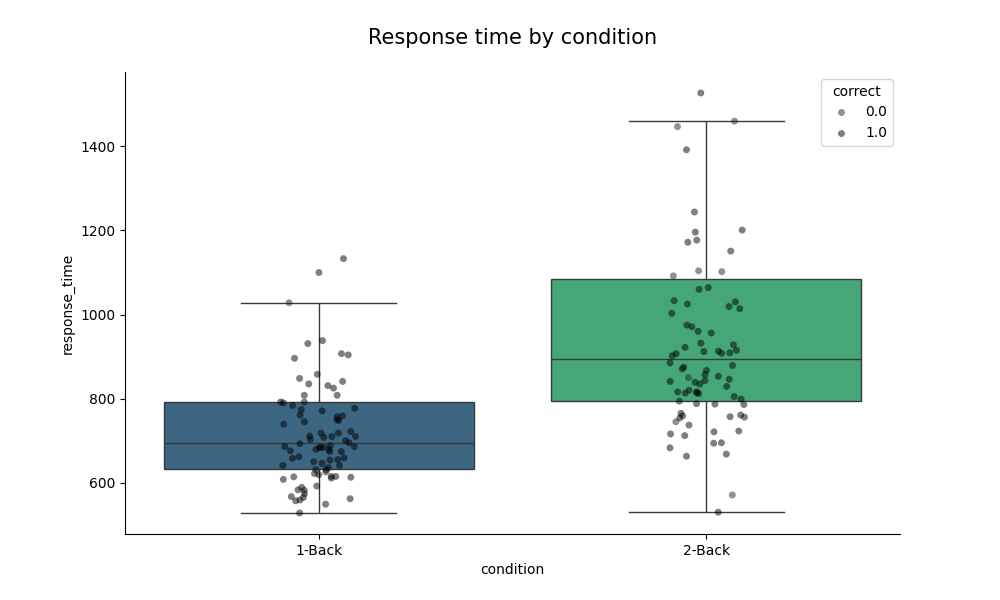 Response time by condition
correct
0.0
1.0
1400
1200
1000
800
600
response_time
1-Back
2-Back
condition